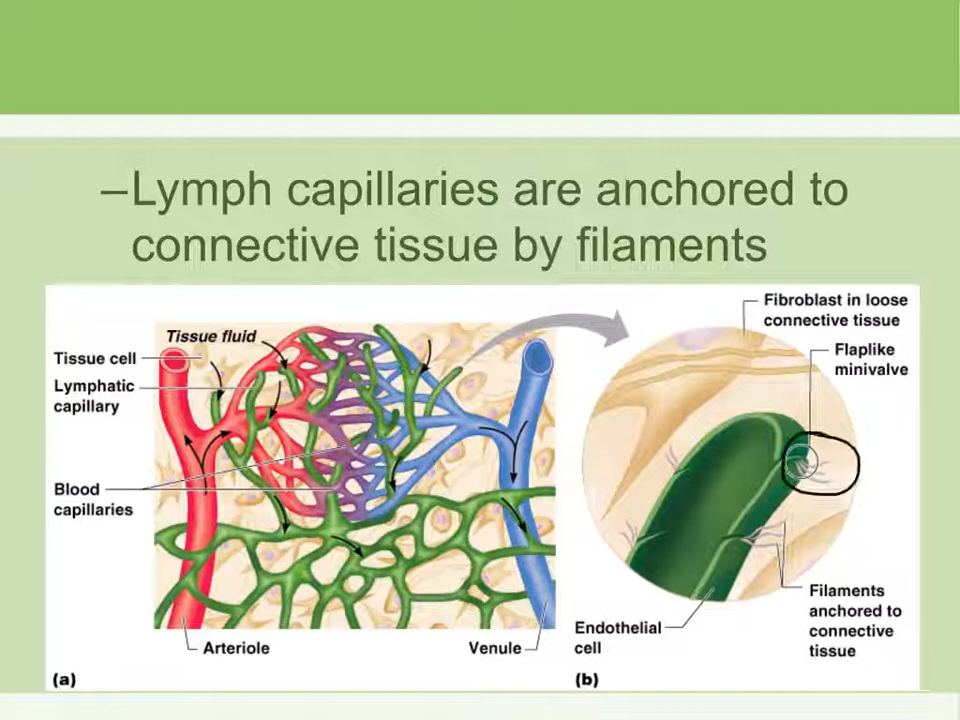 –Lymph capillaries are anchored to
connective tissue by filaments
Fibroblast in loose
connective tissue
Flaplike
minivalve
Tissue fluid
Tissue cell
Lymphatic
capillary
Blood
capillaries
Arteriole
Venule
Endothelial
cell
Filaments
anchored to
connective
tissue
(a)
(b)